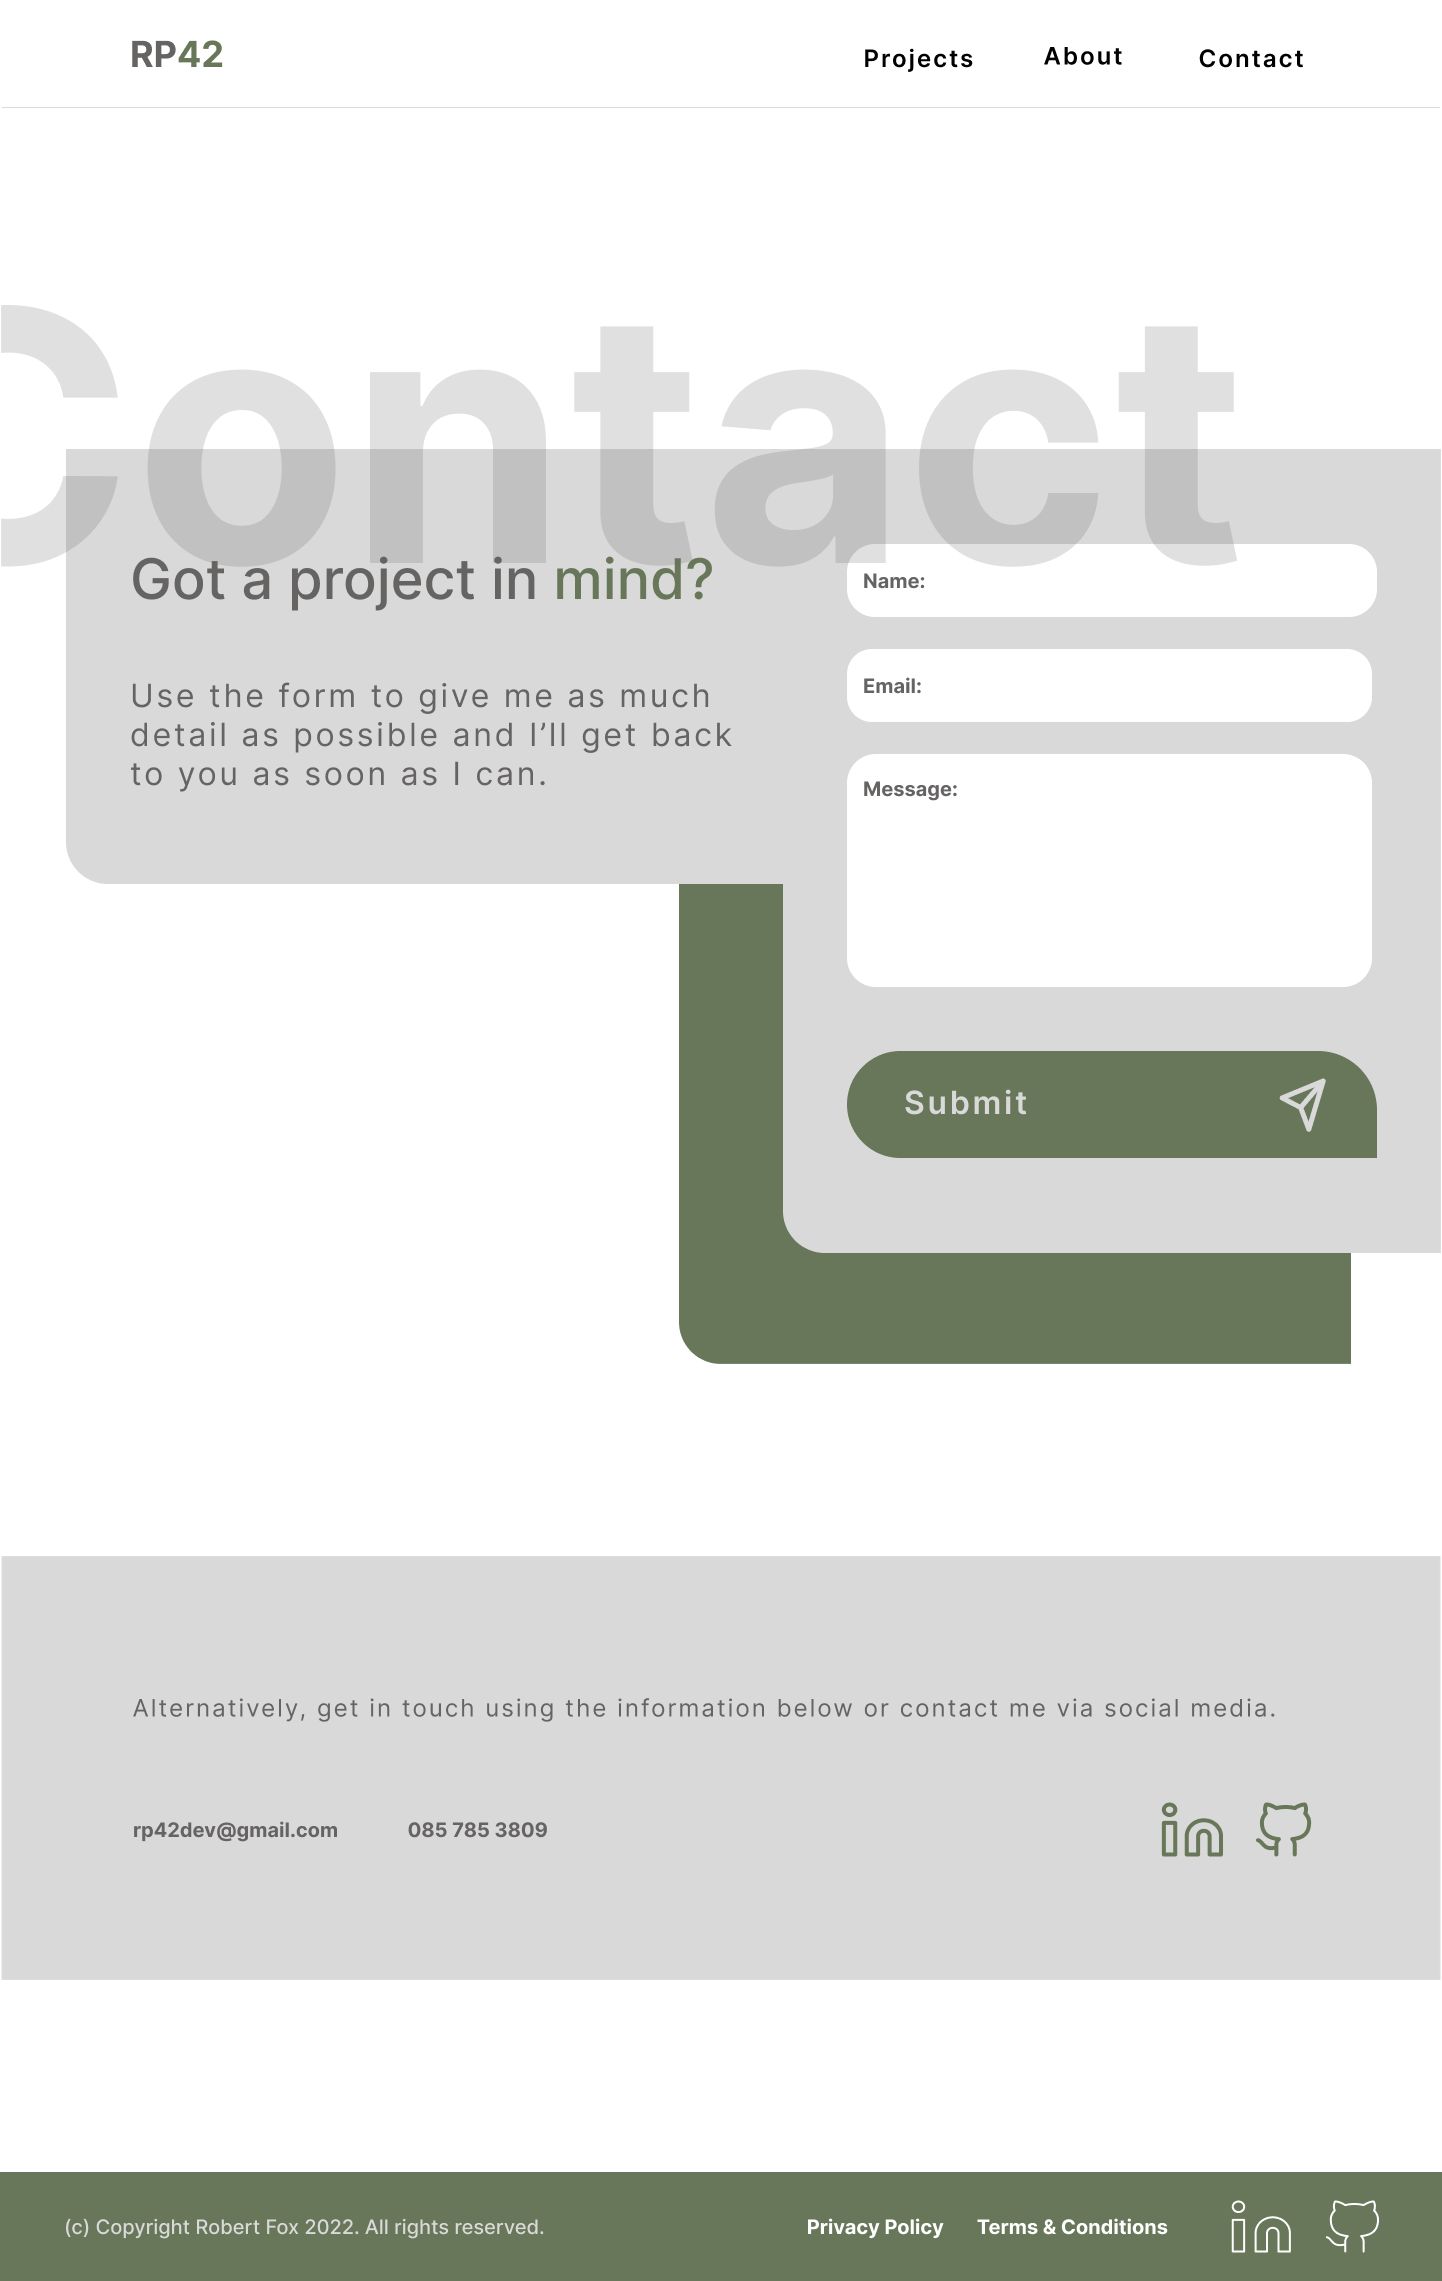 RP42
Projects
About
Contact
Contact
Got a project in mind?
Use the form to give me as much
detail as possible and I’ll get back
to you as soon as I can.
Name:
Email:
Message:
Submit
Alternatively, get in touch using the information below or contact me via social media.
rp42dev@gmail.com
085 785 3809
(c) Copyright Robert Fox 2022. All rights reserved.
Privacy Policy
Terms & Conditions